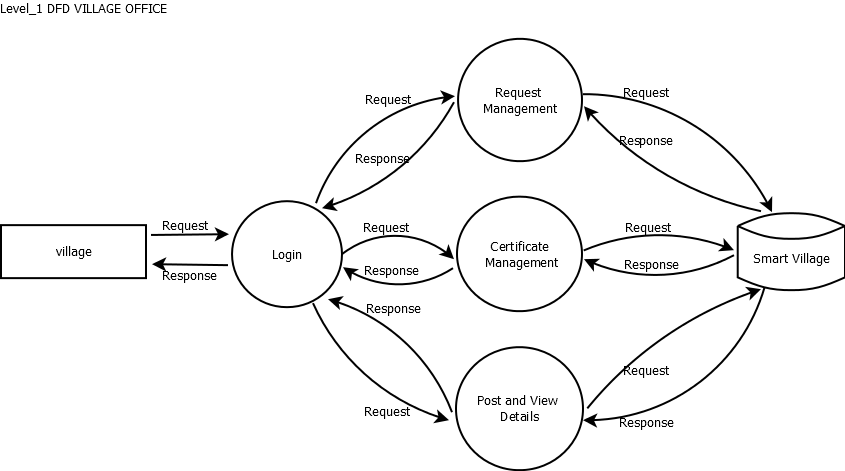 Level_1 DFD VILLAGE OFFICE
Request
Management
Request
Response
Request
Response
village
Request
Response
Login
Request
Response
Certificate
Management
Request
Response
Smart Village
Response
Request
Post and View
Details
Request
Response